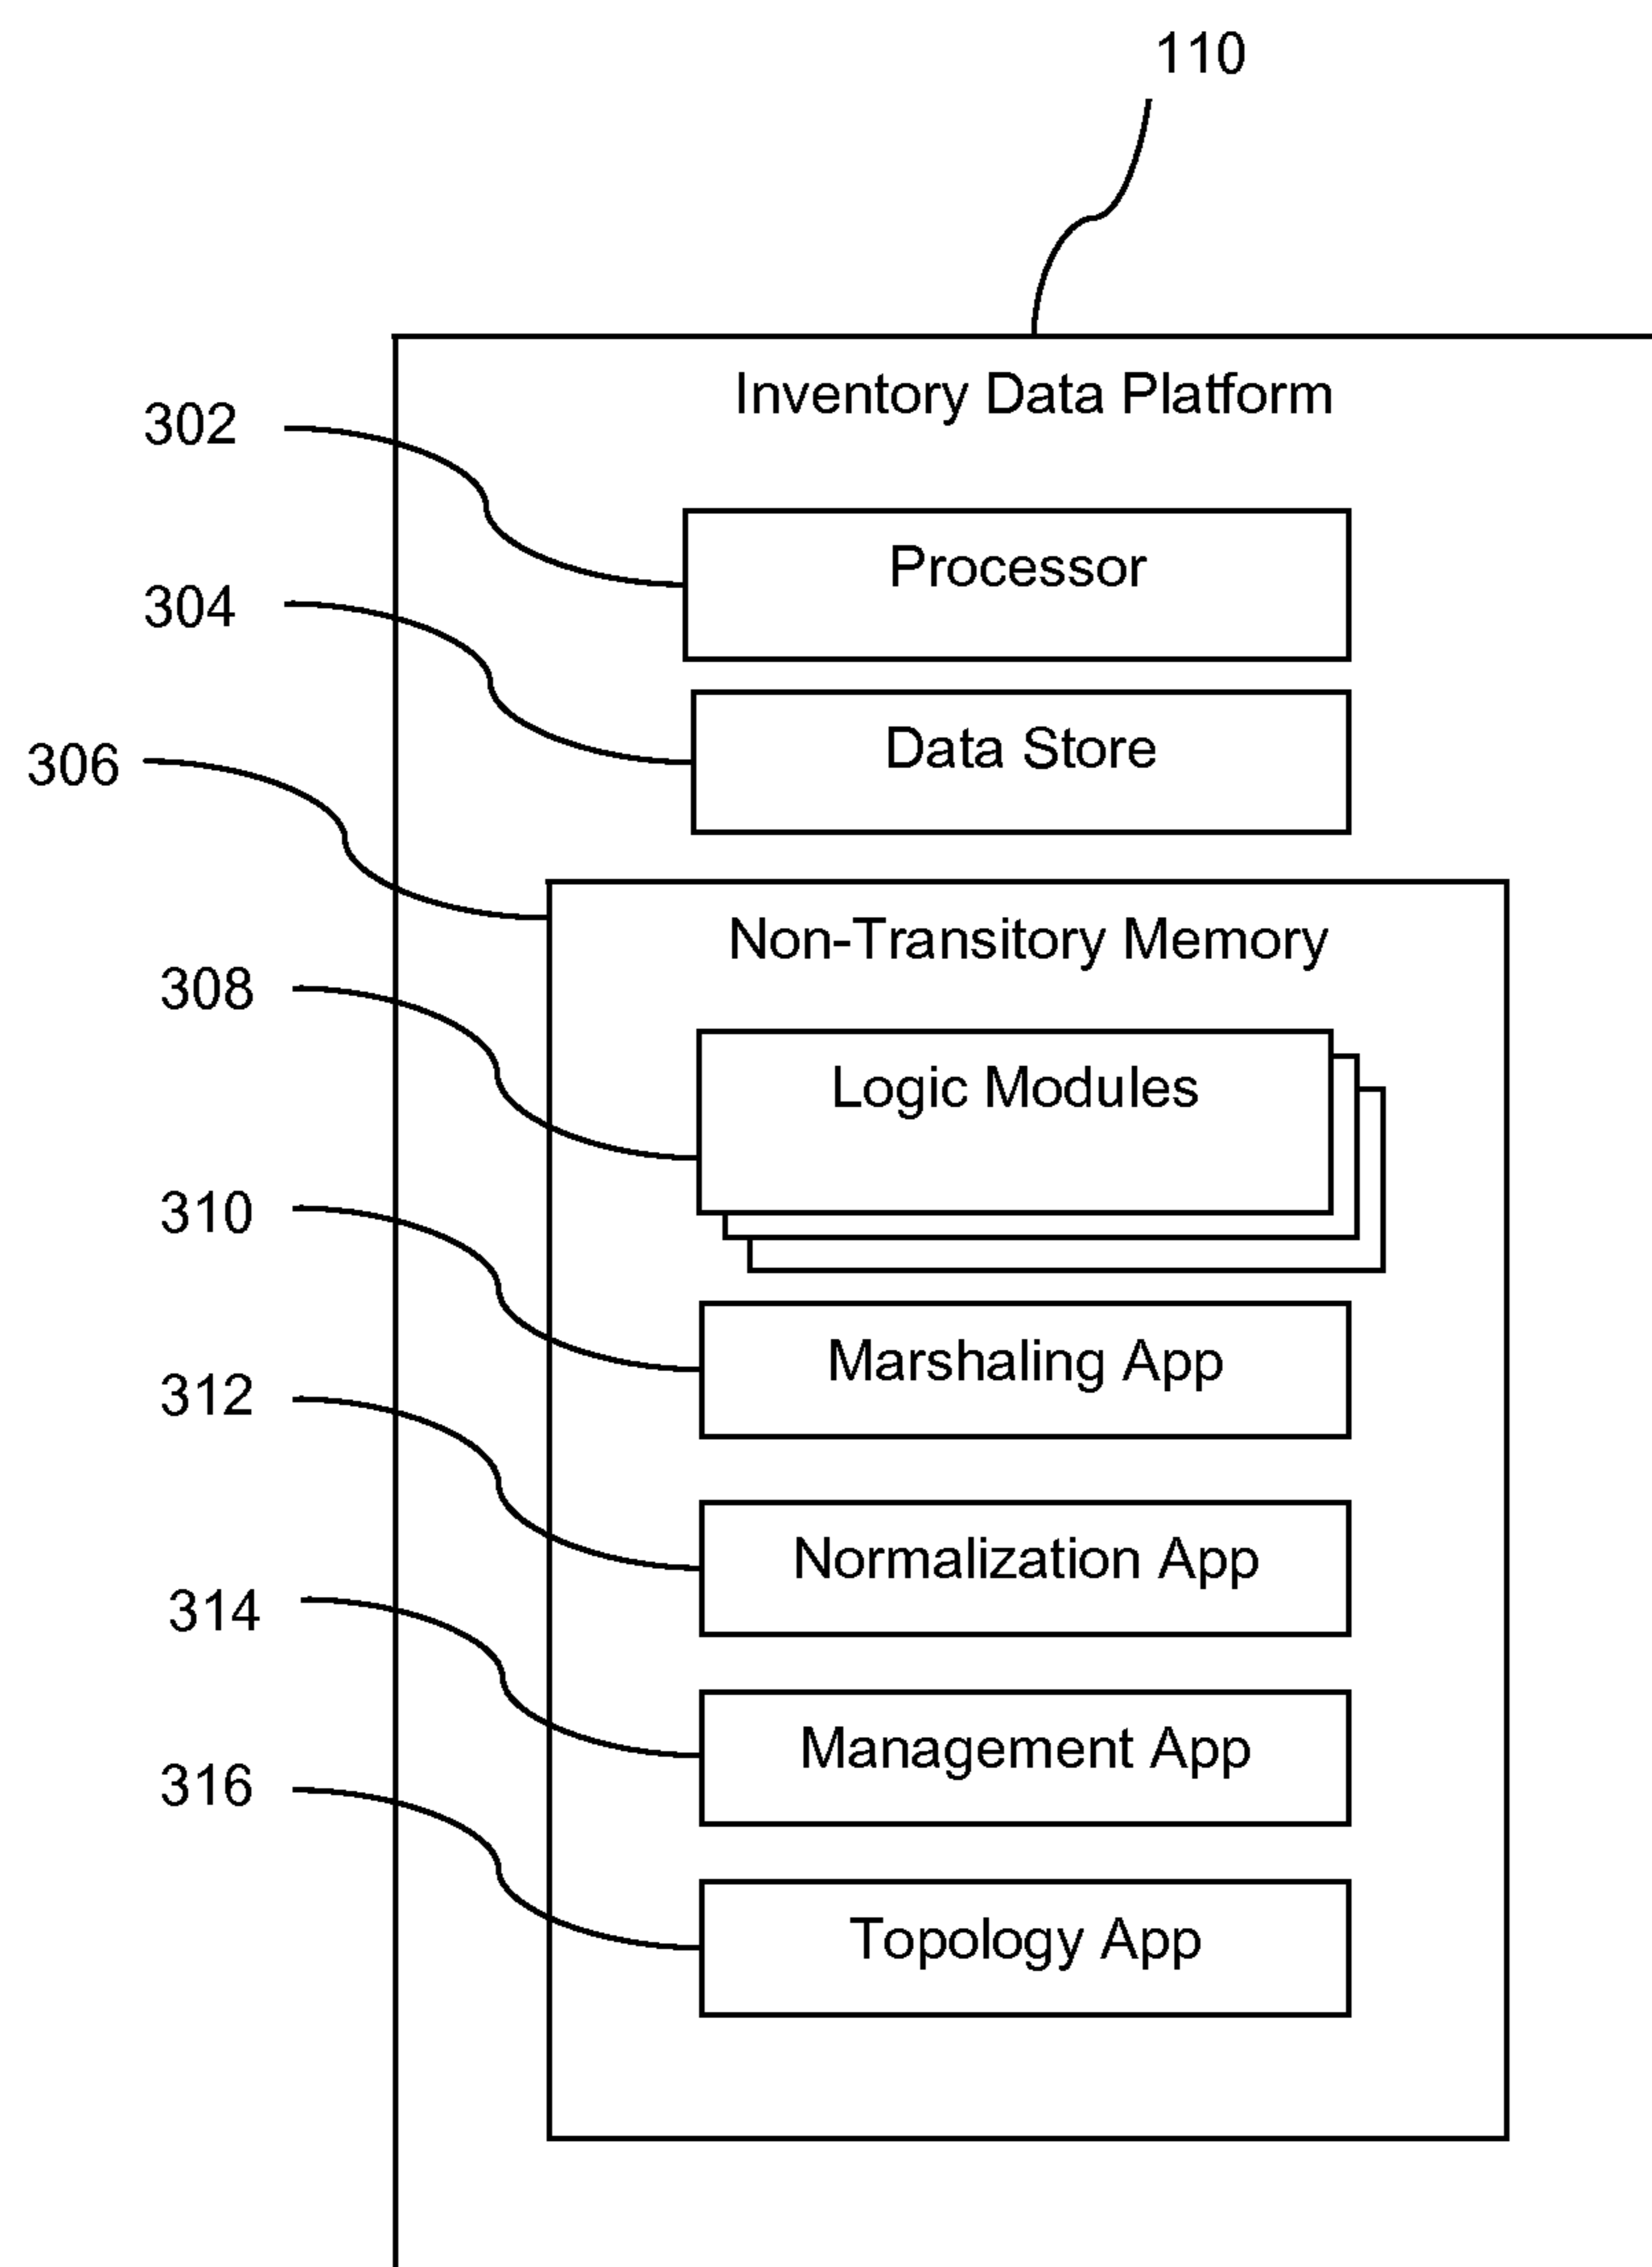 110
Inventory Data Platform
302
Processor
304
Data Store
306
Non-Transitory Memory
308
Logic Modules
310
Marshaling App
312
Normalization App
314
Management App
316
Topology App